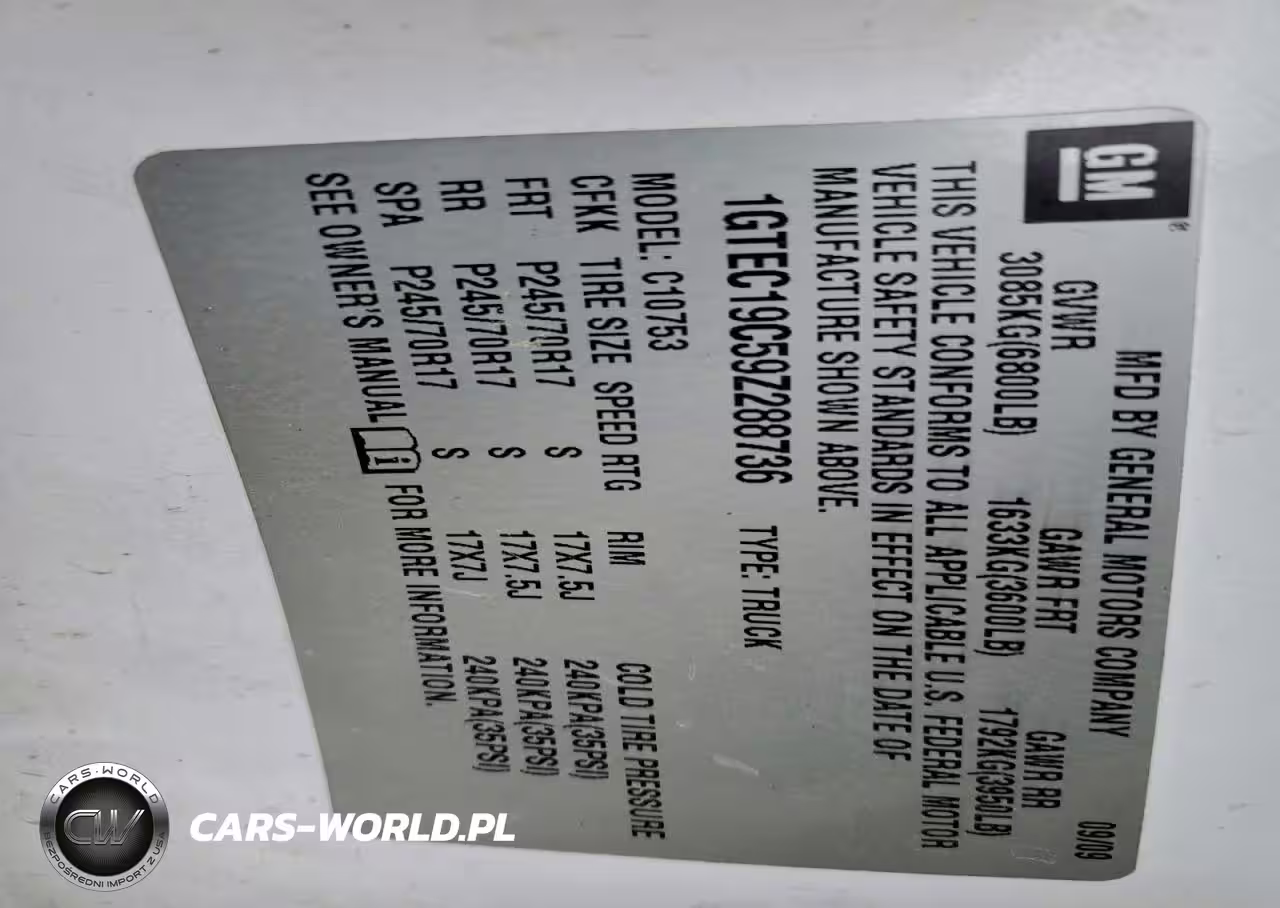 GM
MFD BY GENERAL MOTORS COMPANY 09/09
GVWR GAWR FRT GAWR RR
3085KG(6800LB) 1633KG(3600LB) 1792KG(3950LB)
THIS VEHICLE CONFORMS TO ALL APPLICABLE U.S. FEDERAL MOTOR
VEHICLE SAFETY STANDARDS IN EFFECT ON THE DATE OF
MANUFACTURE SHOWN ABOVE.
1GTEC19C59Z288736 TYPE: TRUCK
MODEL: C10753
CFKK TIRE SIZE SPEED RTG RIM COLD TIRE PRESSURE
FRT P245/70R17 S 17X7.5J 240KPA(35PSI)
RR P245/70R17 S 17X7.5J 240KPA(35PSI)
SPA P245/70R17 S 17X7J 240KPA(35PSI)
SEE OWNER'S MANUAL FOR MORE INFORMATION.
CARS-WORLD
CW
BEZPOŚREDNI IMPORT Z USA
CARS-WORLD.PL